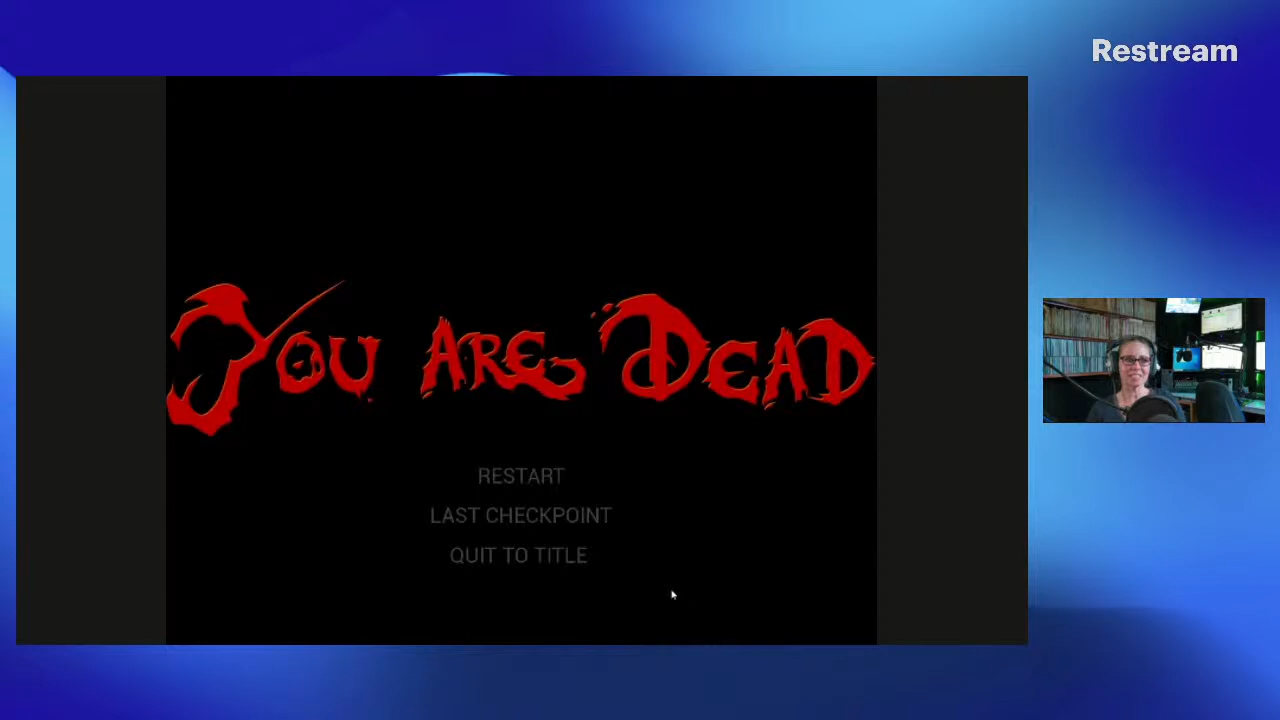 Restream
You Are Dead
RESTART
LAST CHECKPOINT
QUIT TO TITLE